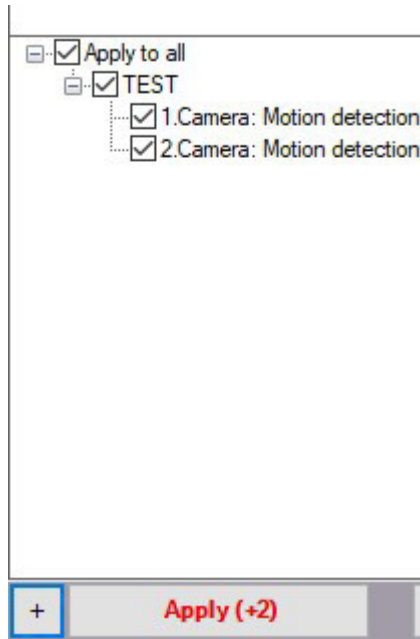 Apply to all
TEST
1.Camera: Motion detection
2.Camera: Motion detection
+ Apply (+2)